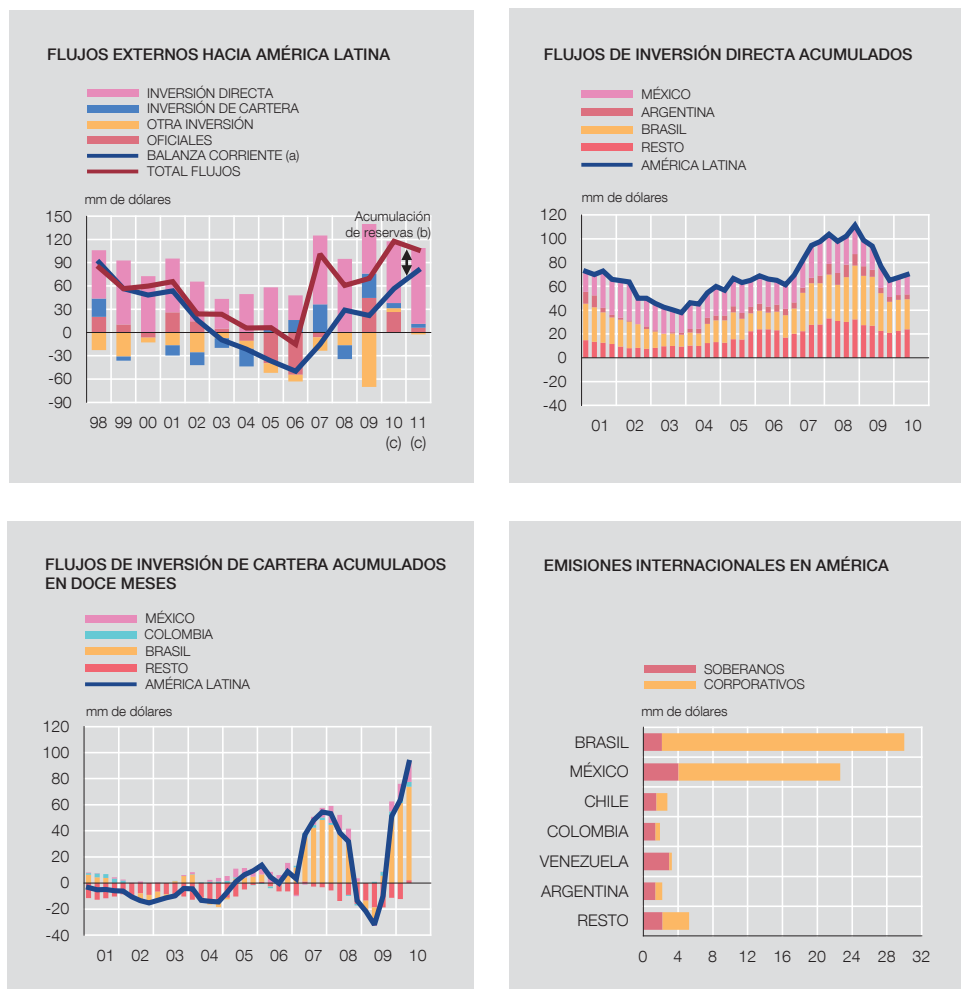 FLUJOS EXTERNOS HACIA AMÉRICA LATINA
INVERSIÓN DIRECTA
INVERSIÓN DE CARTERA
OTRA INVERSIÓN
OFICIALES
BALANZA CORRIENTE (a)
TOTAL FLUJOS
mm de dólares
Acumulación
de reservas (b)
150
120
90
60
30
0
-30
-60
-90
98 99 00 01 02 03 04 05 06 07 08 09 10 11
(c) (c)
FLUJOS DE INVERSIÓN DIRECTA ACUMULADOS
MÉXICO
ARGENTINA
BRASIL
RESTO
AMÉRICA LATINA
mm de dólares
120
100
80
60
40
20
0
-20
-40
01 02 03 04 05 06 07 08 09 10
FLUJOS DE INVERSIÓN DE CARTERA ACUMULADOS
EN DOCE MESES
MÉXICO
COLOMBIA
BRASIL
RESTO
AMÉRICA LATINA
mm de dólares
120
100
80
60
40
20
0
-20
-40
01 02 03 04 05 06 07 08 09 10
EMISIONES INTERNACIONALES EN AMÉRICA
SOBERANOS
CORPORATIVOS
mm de dólares
BRASIL
MÉXICO
CHILE
COLOMBIA
VENEZUELA
ARGENTINA
RESTO
0 4 8 12 16 20 24 28 32